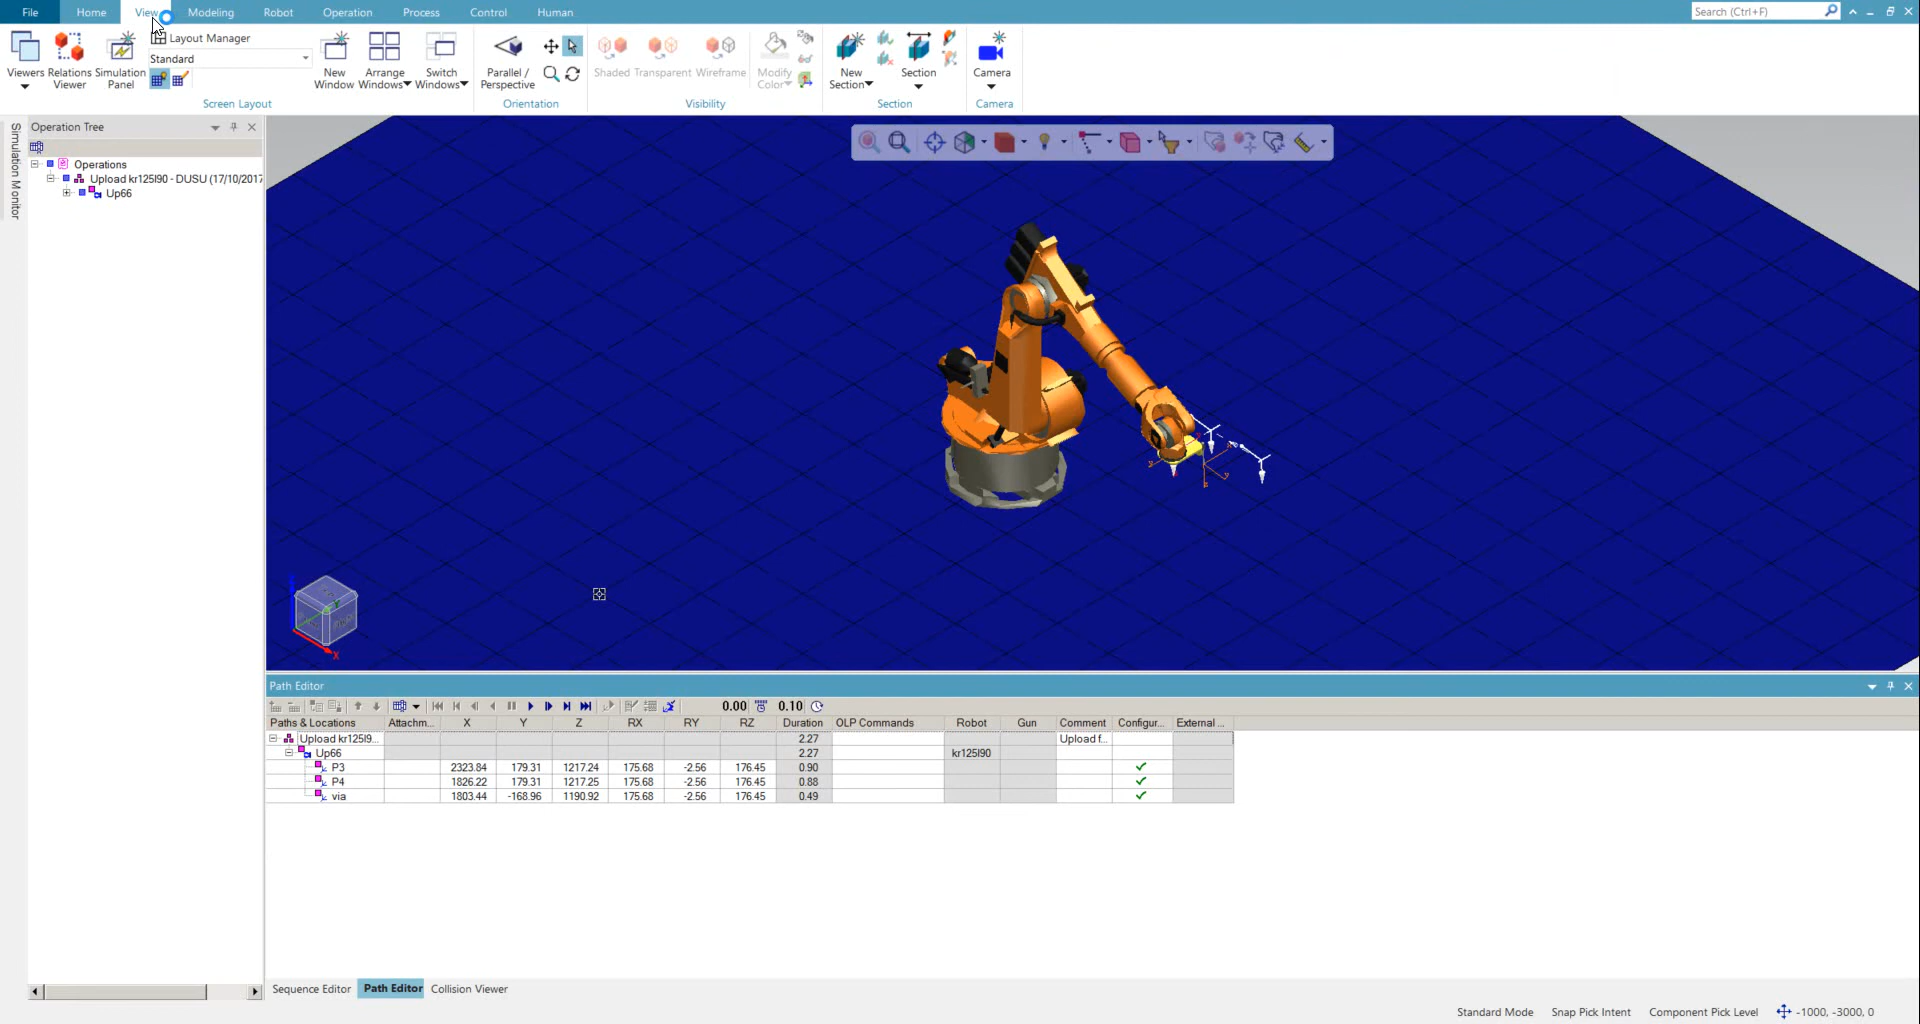 File Home View Modeling Robot Operation Process Control Human Search (Ctrl+F)
Layout Manager
Standard
Viewers Relations Viewer Simulation Panel New Window Arrange Windows Switch Windows Parallel / Perspective Shaded Transparent Wireframe Modify Color New Section Section Camera
Screen Layout Orientation Visibility Section Camera
Simulation Monitor
Operation Tree
Operations
Upload kr125l90 - DUSU (17/10/2017
Up66
X
Path Editor
0.00 0.10
Paths & Locations Attachm... X Y Z RX RY RZ Duration OLP Commands Robot Gun Comment Configur... External ...
Upload kr125l9... 2.27 Upload f...
Up66 2.27 kr125l90
P3 2323.84 179.31 1217.24 175.68 -2.56 176.45 0.90
P4 1826.22 179.31 1217.25 175.68 -2.56 176.45 0.88
via 1803.44 -168.96 1190.92 175.68 -2.56 176.45 0.49
Sequence Editor Path Editor Collision Viewer
Standard Mode Snap Pick Intent Component Pick Level -1000, -3000, 0